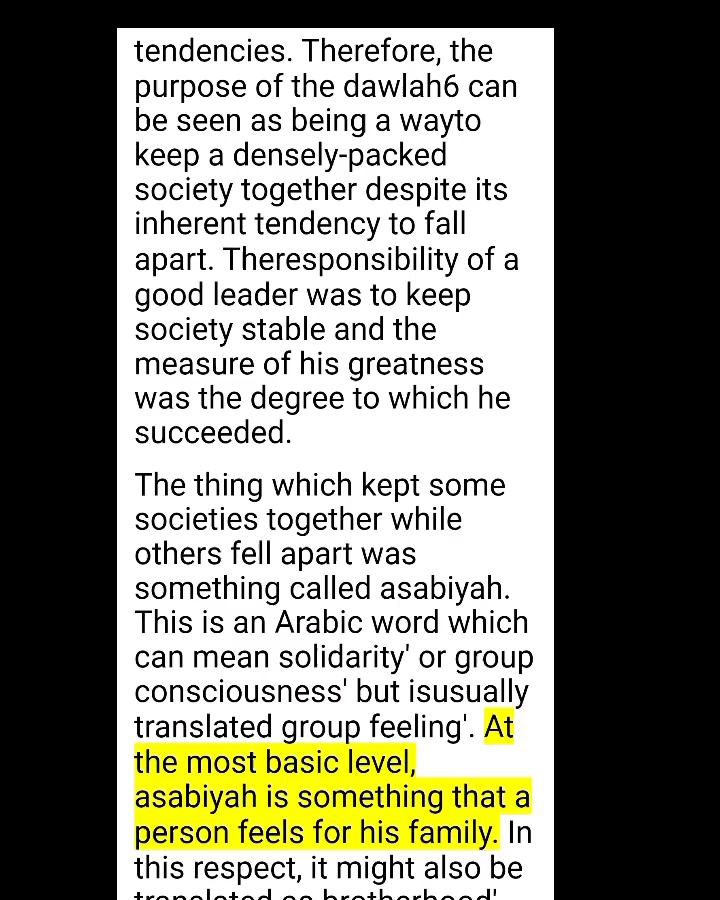 tendencies. Therefore, the
purpose of the dawlah6 can
be seen as being a wayto
keep a densely-packed
society together despite its
inherent tendency to fall
apart. Theresponsibility of a
good leader was to keep
society stable and the
measure of his greatness
was the degree to which he
succeeded.
The thing which kept some
societies together while
others fell apart was
something called asabiyah.
This is an Arabic word which
can mean solidarity' or group
consciousness' but isusually
translated group feeling'. At
the most basic level,
asabiyah is something that a
person feels for his family. In
this respect, it might also be
translated as brotherhood'